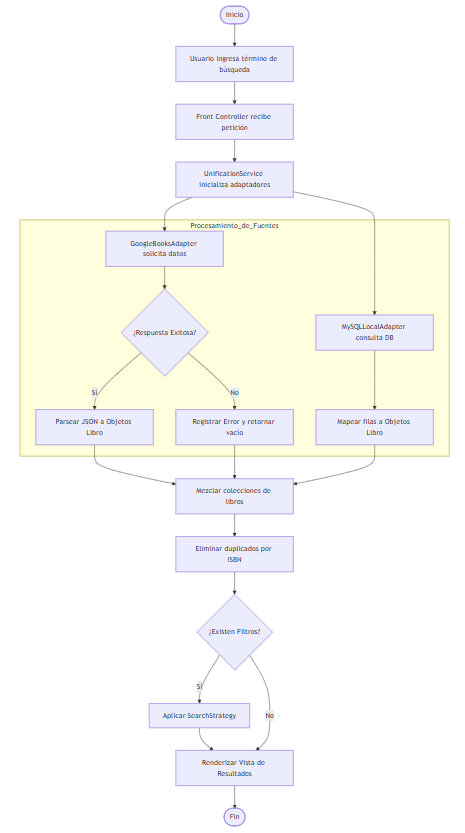 Inicio
Usuario ingresa término de
búsqueda
Front Controller recibe
petición
UnificationService
inicializa adaptadores
Procesamiento_de_Fuentes
GoogleBooksAdapter
solicita datos
¿Respuesta Exitosa?
MySQLLocalAdapter
consulta DB
Sí
No
Parsear JSON a Objetos
Libro
Registrar Error y retornar
vacío
Mapear filas a Objetos
Libro
Mezclar colecciones de
libros
Eliminar duplicados por
ISBN
¿Existen Filtros?
Sí
No
Aplicar SearchStrategy
Renderizar Vista de
Resultados
Fin